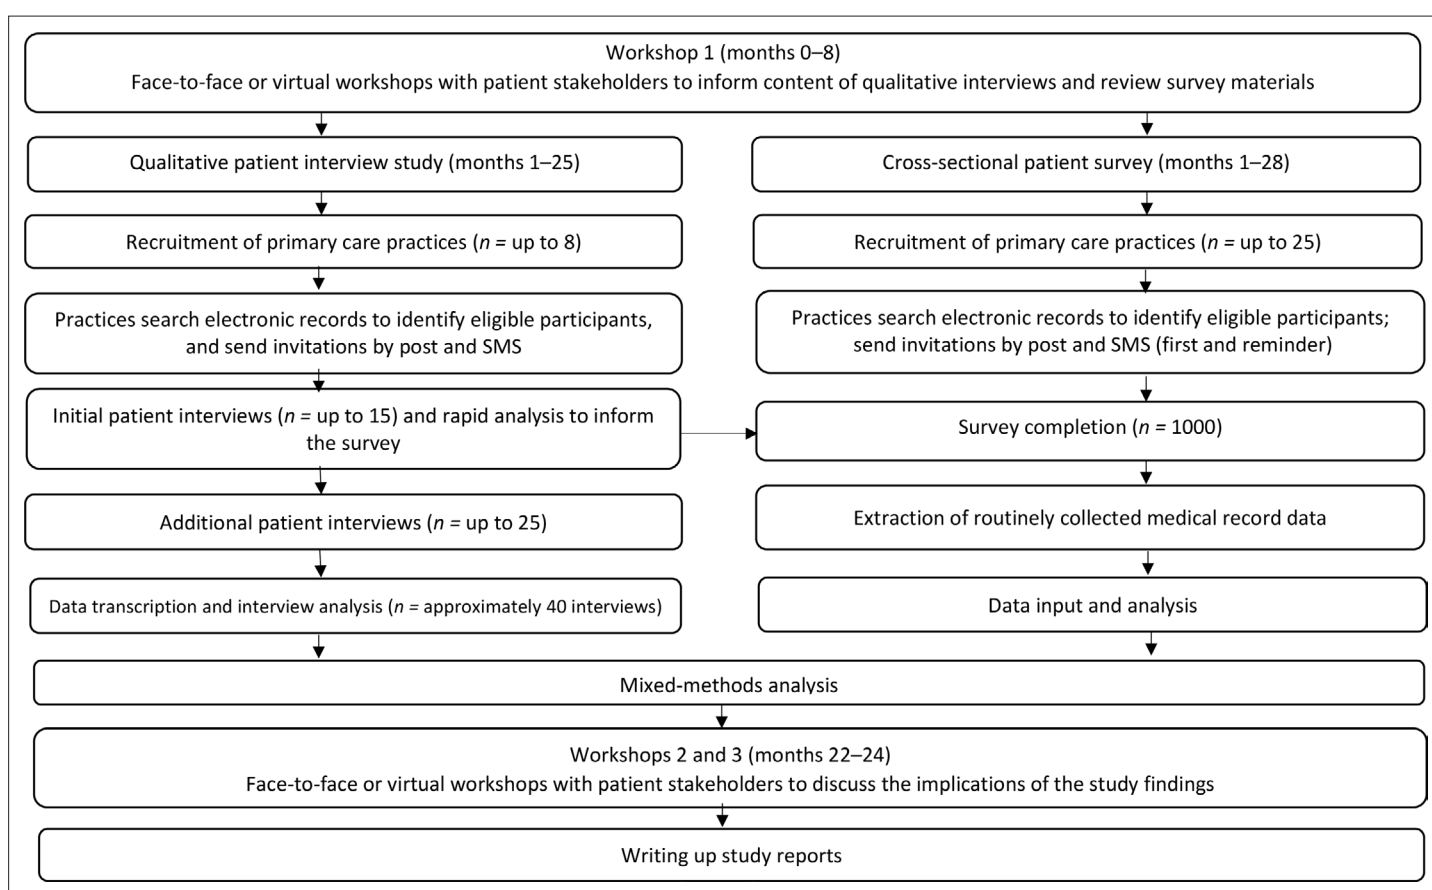 Workshop 1 (months 0–8)
Face-to-face or virtual workshops with patient stakeholders to inform content of qualitative interviews and review survey materials
Qualitative patient interview study (months 1–25)
Cross-sectional patient survey (months 1–28)
Recruitment of primary care practices (n = up to 8)
Recruitment of primary care practices (n = up to 25)
Practices search electronic records to identify eligible participants,
and send invitations by post and SMS
Practices search electronic records to identify eligible participants;
send invitations by post and SMS (first and reminder)
Initial patient interviews (n = up to 15) and rapid analysis to inform
the survey
Survey completion (n = 1000)
Additional patient interviews (n = up to 25)
Extraction of routinely collected medical record data
Data transcription and interview analysis (n = approximately 40 interviews)
Data input and analysis
Mixed-methods analysis
Workshops 2 and 3 (months 22–24)
Face-to-face or virtual workshops with patient stakeholders to discuss the implications of the study findings
Writing up study reports